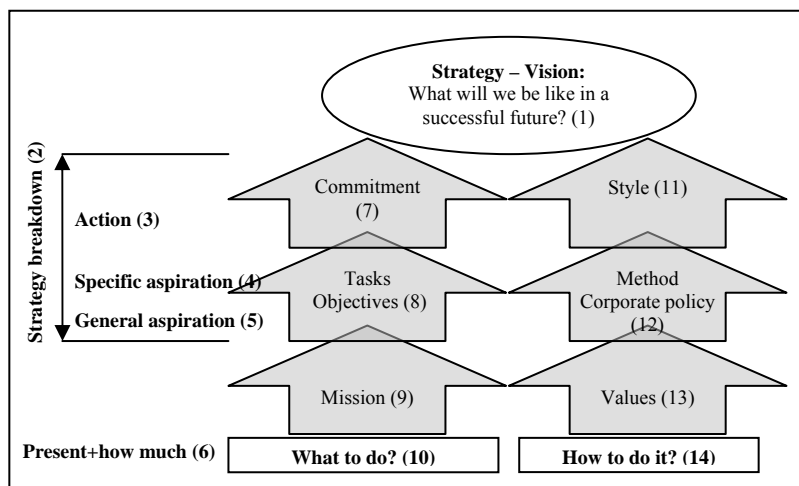 Strategy – Vision:
What will we be like in a
successful future? (1)
Strategy breakdown (2)
Action (3)
Specific aspiration (4)
General aspiration (5)
Commitment
(7)
Style (11)
Tasks
Objectives (8)
Method
Corporate policy
(12)
Mission (9)
Values (13)
Present+how much (6)
What to do? (10)
How to do it? (14)